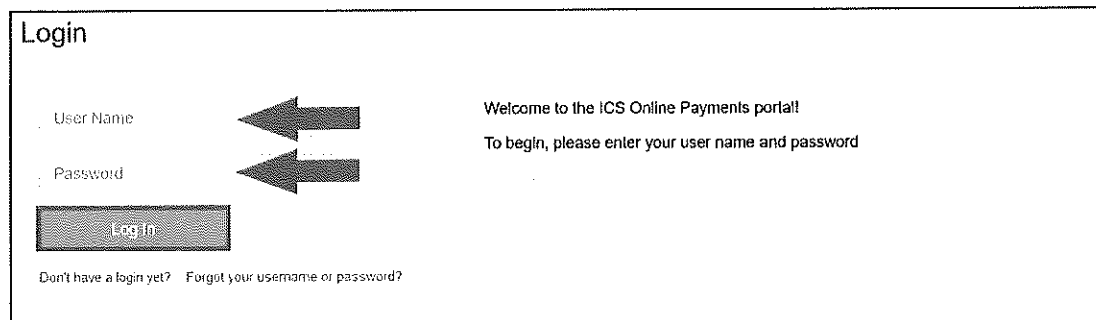 Login
User Name
Welcome to the ICS Online Payments portal!
To begin, please enter your user name and password
Password
Log In
Don't have a login yet? Forgot your username or password?